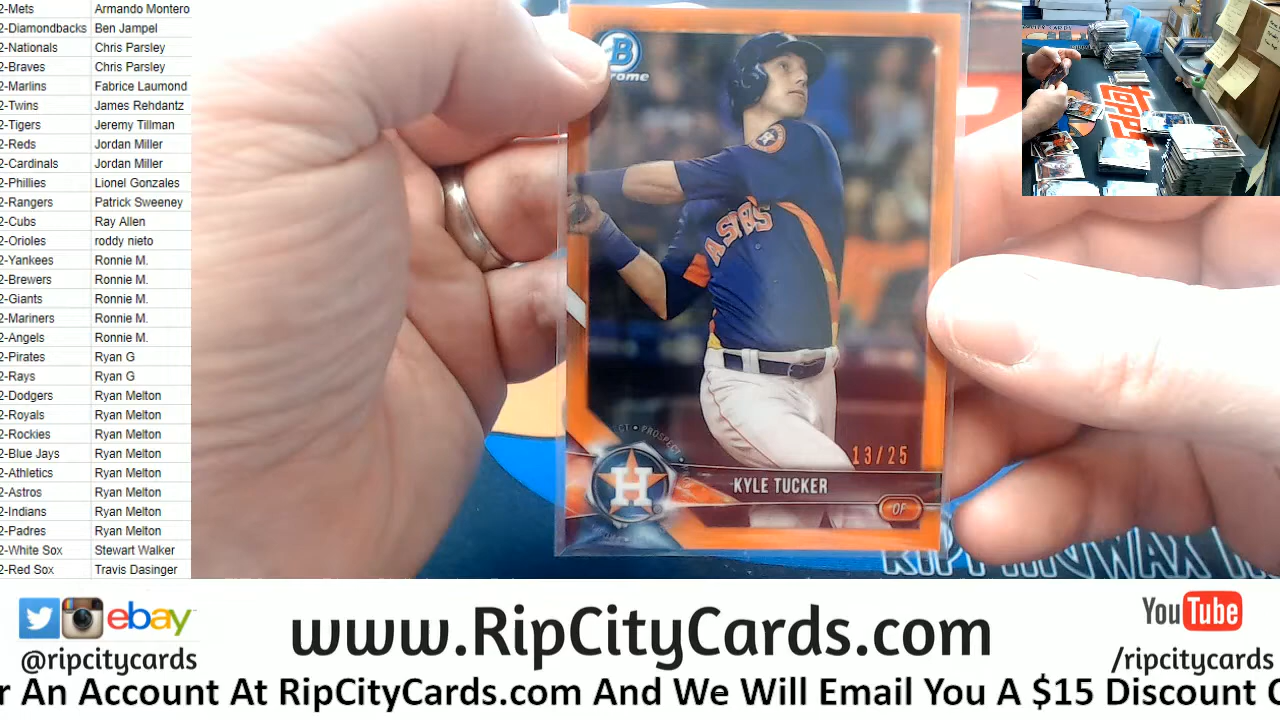 2-Mets Armando Montero
2-Diamondbacks Ben Jampel
2-Nationals Chris Parsley
2-Braves Chris Parsley
2-Marlins Fabrice Laumond
2-Twins James Rehdantz
2-Tigers Jeremy Tillman
2-Reds Jordan Miller
2-Cardinals Jordan Miller
2-Phillies Lionel Gonzales
2-Rangers Patrick Sweeney
2-Cubs Ray Allen
2-Orioles roddy nieto
2-Yankees Ronnie M.
2-Brewers Ronnie M.
2-Giants Ronnie M.
2-Mariners Ronnie M.
2-Angels Ronnie M.
2-Pirates Ryan G
2-Rays Ryan G
2-Dodgers Ryan Melton
2-Royals Ryan Melton
2-Rockies Ryan Melton
2-Blue Jays Ryan Melton
2-Athletics Ryan Melton
2-Astros Ryan Melton
2-Indians Ryan Melton
2-Padres Ryan Melton
2-White Sox Stewart Walker
2-Red Sox Travis Dasinger
B
rome
ASTROS
CT • PROSPECT •
13/25
H
KYLE TUCKER
OF
topps
ebay
@ripcitycards
www.RipCityCards.com
YouTube
/ripcitycards
r An Account At RipCityCards.com And We Will Email You A $15 Discount C